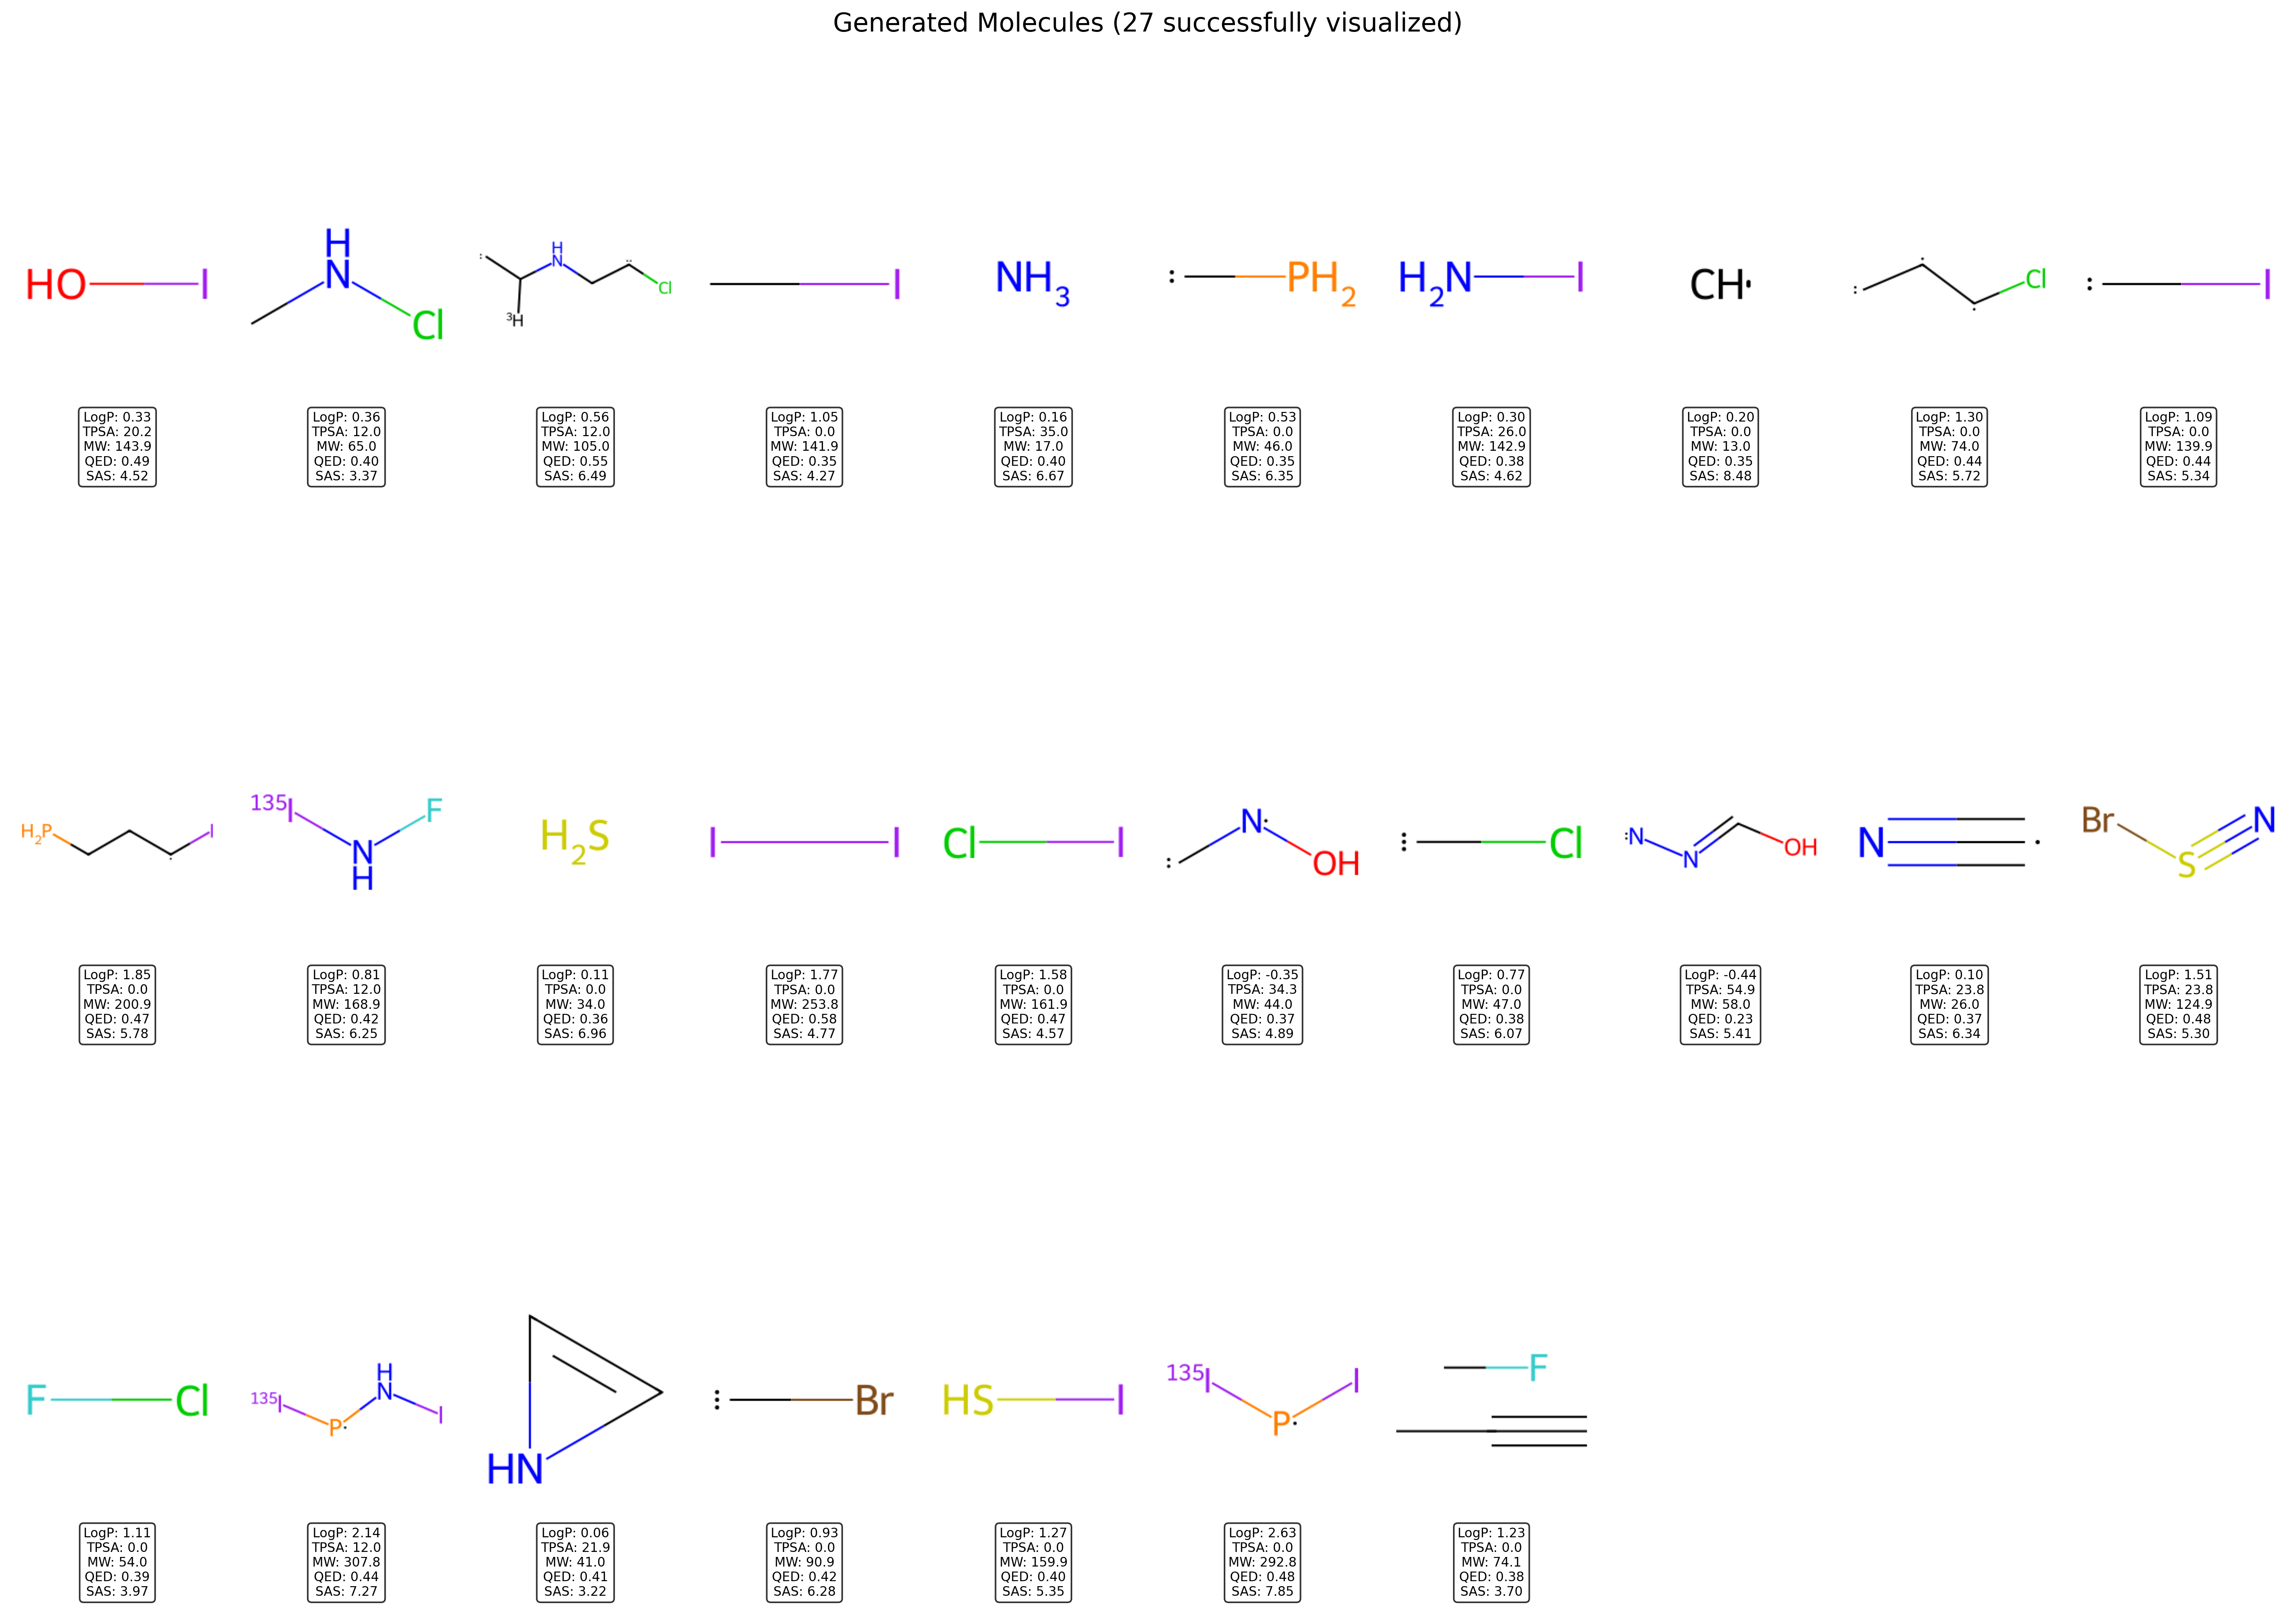 Generated Molecules (27 successfully visualized)
HO I
H
N
Cl
H
N
Cl
³H
I
NH₃
PH₂
H₂N I
CH
Cl
I
LogP: 0.33
TPSA: 20.2
MW: 143.9
QED: 0.49
SAS: 4.52
LogP: 0.36
TPSA: 12.0
MW: 65.0
QED: 0.40
SAS: 3.37
LogP: 0.56
TPSA: 12.0
MW: 105.0
QED: 0.55
SAS: 6.49
LogP: 1.05
TPSA: 0.0
MW: 141.9
QED: 0.35
SAS: 4.27
LogP: 0.16
TPSA: 35.0
MW: 17.0
QED: 0.40
SAS: 6.67
LogP: 0.53
TPSA: 0.0
MW: 46.0
QED: 0.35
SAS: 6.35
LogP: 0.30
TPSA: 26.0
MW: 142.9
QED: 0.38
SAS: 4.62
LogP: 0.20
TPSA: 0.0
MW: 13.0
QED: 0.35
SAS: 8.48
LogP: 1.30
TPSA: 0.0
MW: 74.0
QED: 0.44
SAS: 5.72
LogP: 1.09
TPSA: 0.0
MW: 139.9
QED: 0.44
SAS: 5.34
H₂P I
¹³⁵I F
N
H
H₂S
I I
Cl I
N
OH
Cl
N
N
OH
N
Br N
S
LogP: 1.85
TPSA: 0.0
MW: 200.9
QED: 0.47
SAS: 5.78
LogP: 0.81
TPSA: 12.0
MW: 168.9
QED: 0.42
SAS: 6.25
LogP: 0.11
TPSA: 0.0
MW: 34.0
QED: 0.36
SAS: 6.96
LogP: 1.77
TPSA: 0.0
MW: 253.8
QED: 0.58
SAS: 4.77
LogP: 1.58
TPSA: 0.0
MW: 161.9
QED: 0.47
SAS: 4.57
LogP: -0.35
TPSA: 34.3
MW: 44.0
QED: 0.37
SAS: 4.89
LogP: 0.77
TPSA: 0.0
MW: 47.0
QED: 0.38
SAS: 6.07
LogP: -0.44
TPSA: 54.9
MW: 58.0
QED: 0.23
SAS: 5.41
LogP: 0.10
TPSA: 23.8
MW: 26.0
QED: 0.37
SAS: 6.34
LogP: 1.51
TPSA: 23.8
MW: 124.9
QED: 0.48
SAS: 5.30
F Cl
H
¹³⁵I N I
P
HN
Br
HS I
¹³⁵I I
P
F
LogP: 1.11
TPSA: 0.0
MW: 54.0
QED: 0.39
SAS: 3.97
LogP: 2.14
TPSA: 12.0
MW: 307.8
QED: 0.44
SAS: 7.27
LogP: 0.06
TPSA: 21.9
MW: 41.0
QED: 0.41
SAS: 3.22
LogP: 0.93
TPSA: 0.0
MW: 90.9
QED: 0.42
SAS: 6.28
LogP: 1.27
TPSA: 0.0
MW: 159.9
QED: 0.40
SAS: 5.35
LogP: 2.63
TPSA: 0.0
MW: 292.8
QED: 0.48
SAS: 7.85
LogP: 1.23
TPSA: 0.0
MW: 74.1
QED: 0.38
SAS: 3.70